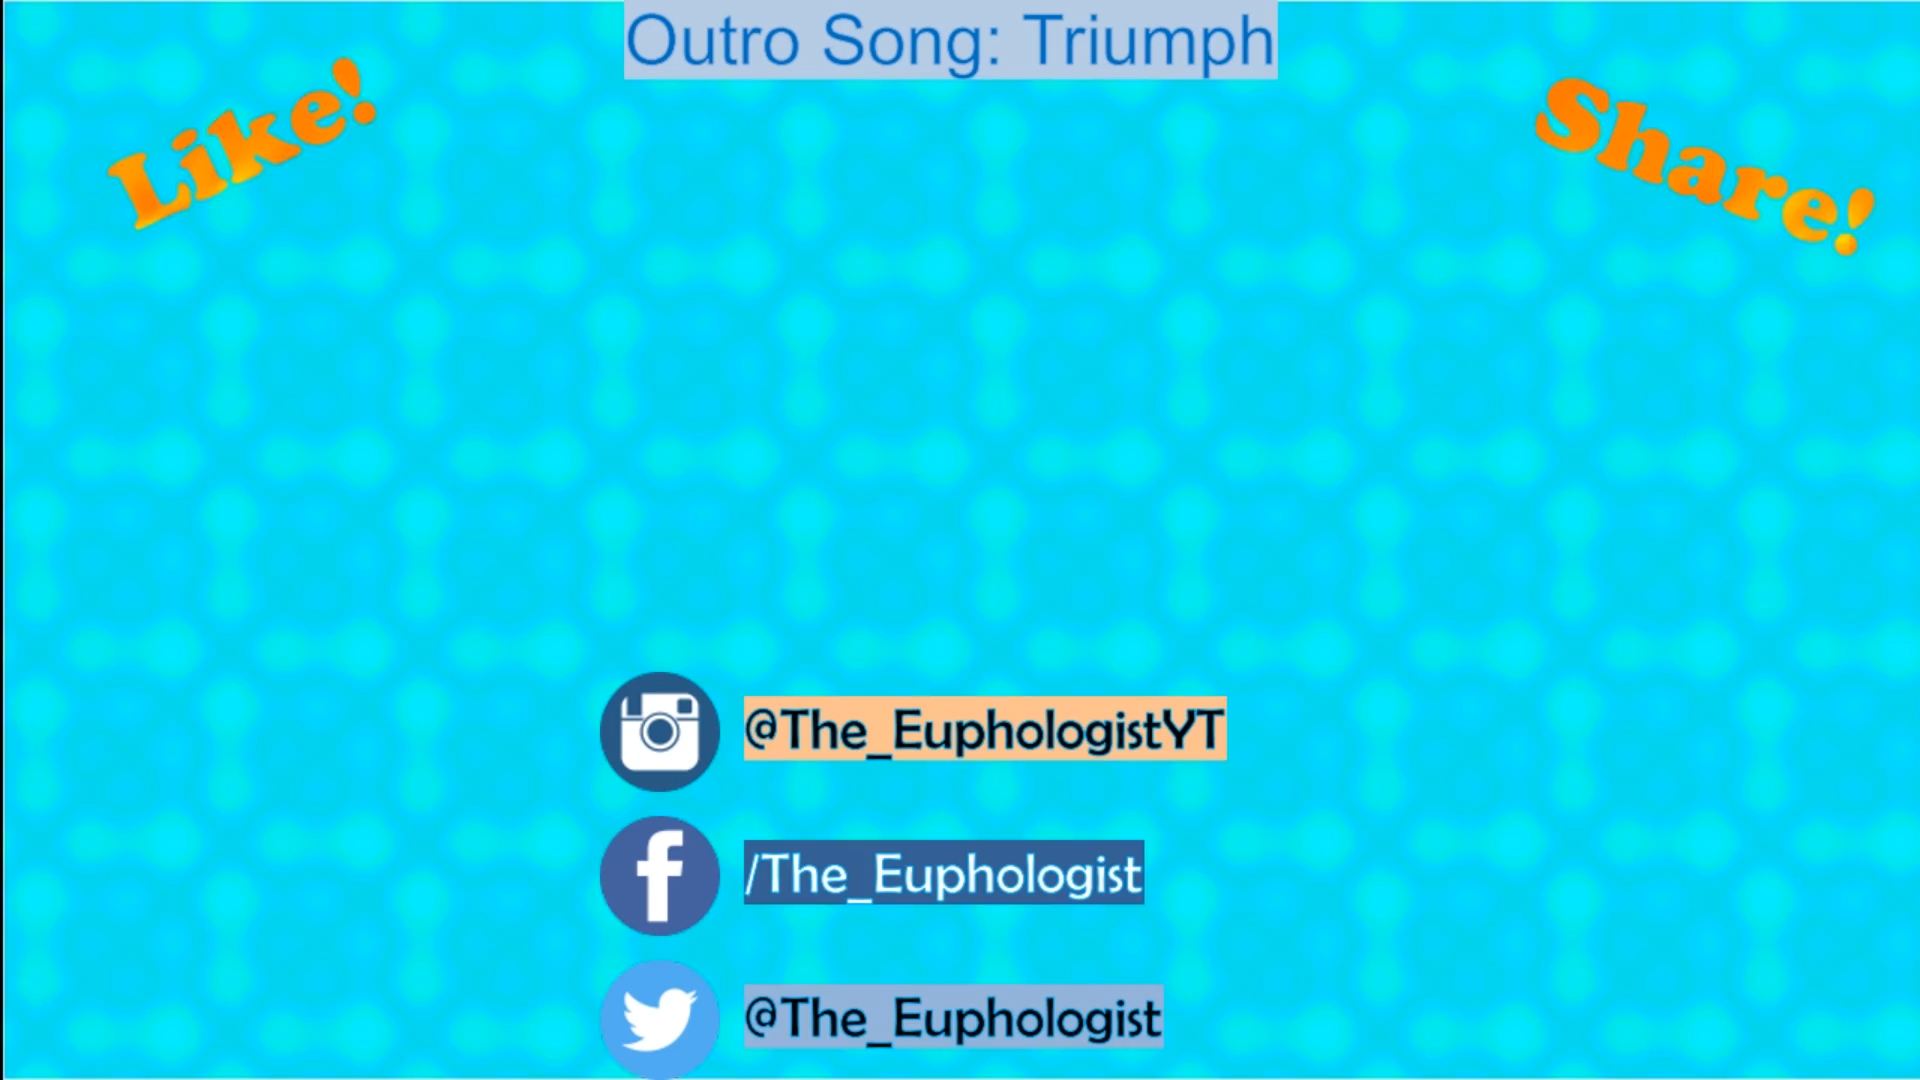 Outro Song: Triumph
Like!
Share!
@The_EuphologistYT
/The_Euphologist
@The_Euphologist